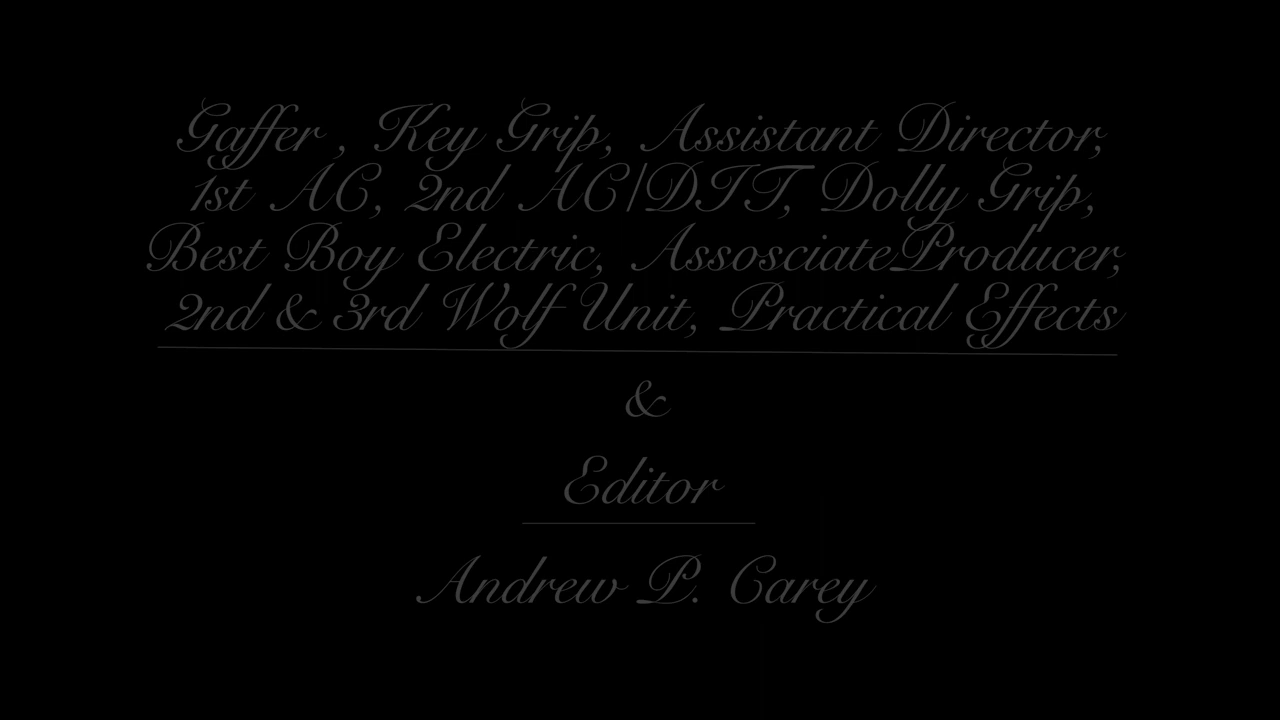 Gaffer , Key Grip, Assistant Director,
1st AC, 2nd AC/DIT, Dolly Grip,
Best Boy Electric, AssosciateProducer,
2nd & 3rd Wolf Unit, Practical Effects
&
Editor
Andrew P. Carey